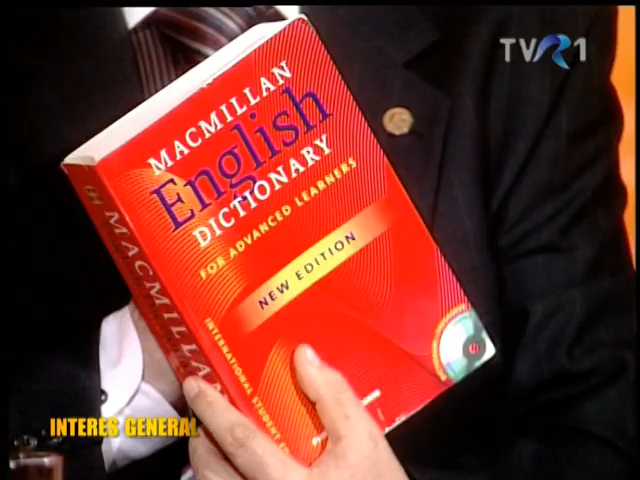 TVR1
MACMILLAN
English
DICTIONARY
FOR ADVANCED LEARNERS
NEW EDITION
MACMILLAN
INTERNATIONAL STUDENT
INTERES GENERAL